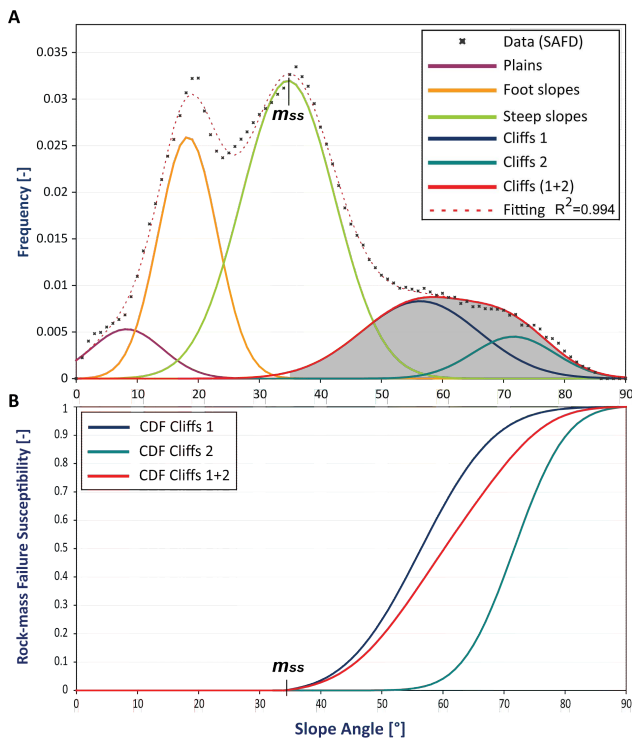 A
0.035
0.03
0.025
0.02
0.015
0.01
0.005
0
Frequency [-]
mss
Data (SAFD)
Plains
Foot slopes
Steep slopes
Cliffs 1
Cliffs 2
Cliffs (1+2)
Fitting R2=0.994
0 10 20 30 40 50 60 70 80 90
B
1
0.9
0.8
0.7
0.6
0.5
0.4
0.3
0.2
0.1
0
Rock-mass Failure Susceptibility [-]
CDF Cliffs 1
CDF Cliffs 2
CDF Cliffs 1+2
mss
0 10 20 30 40 50 60 70 80 90
Slope Angle [°]